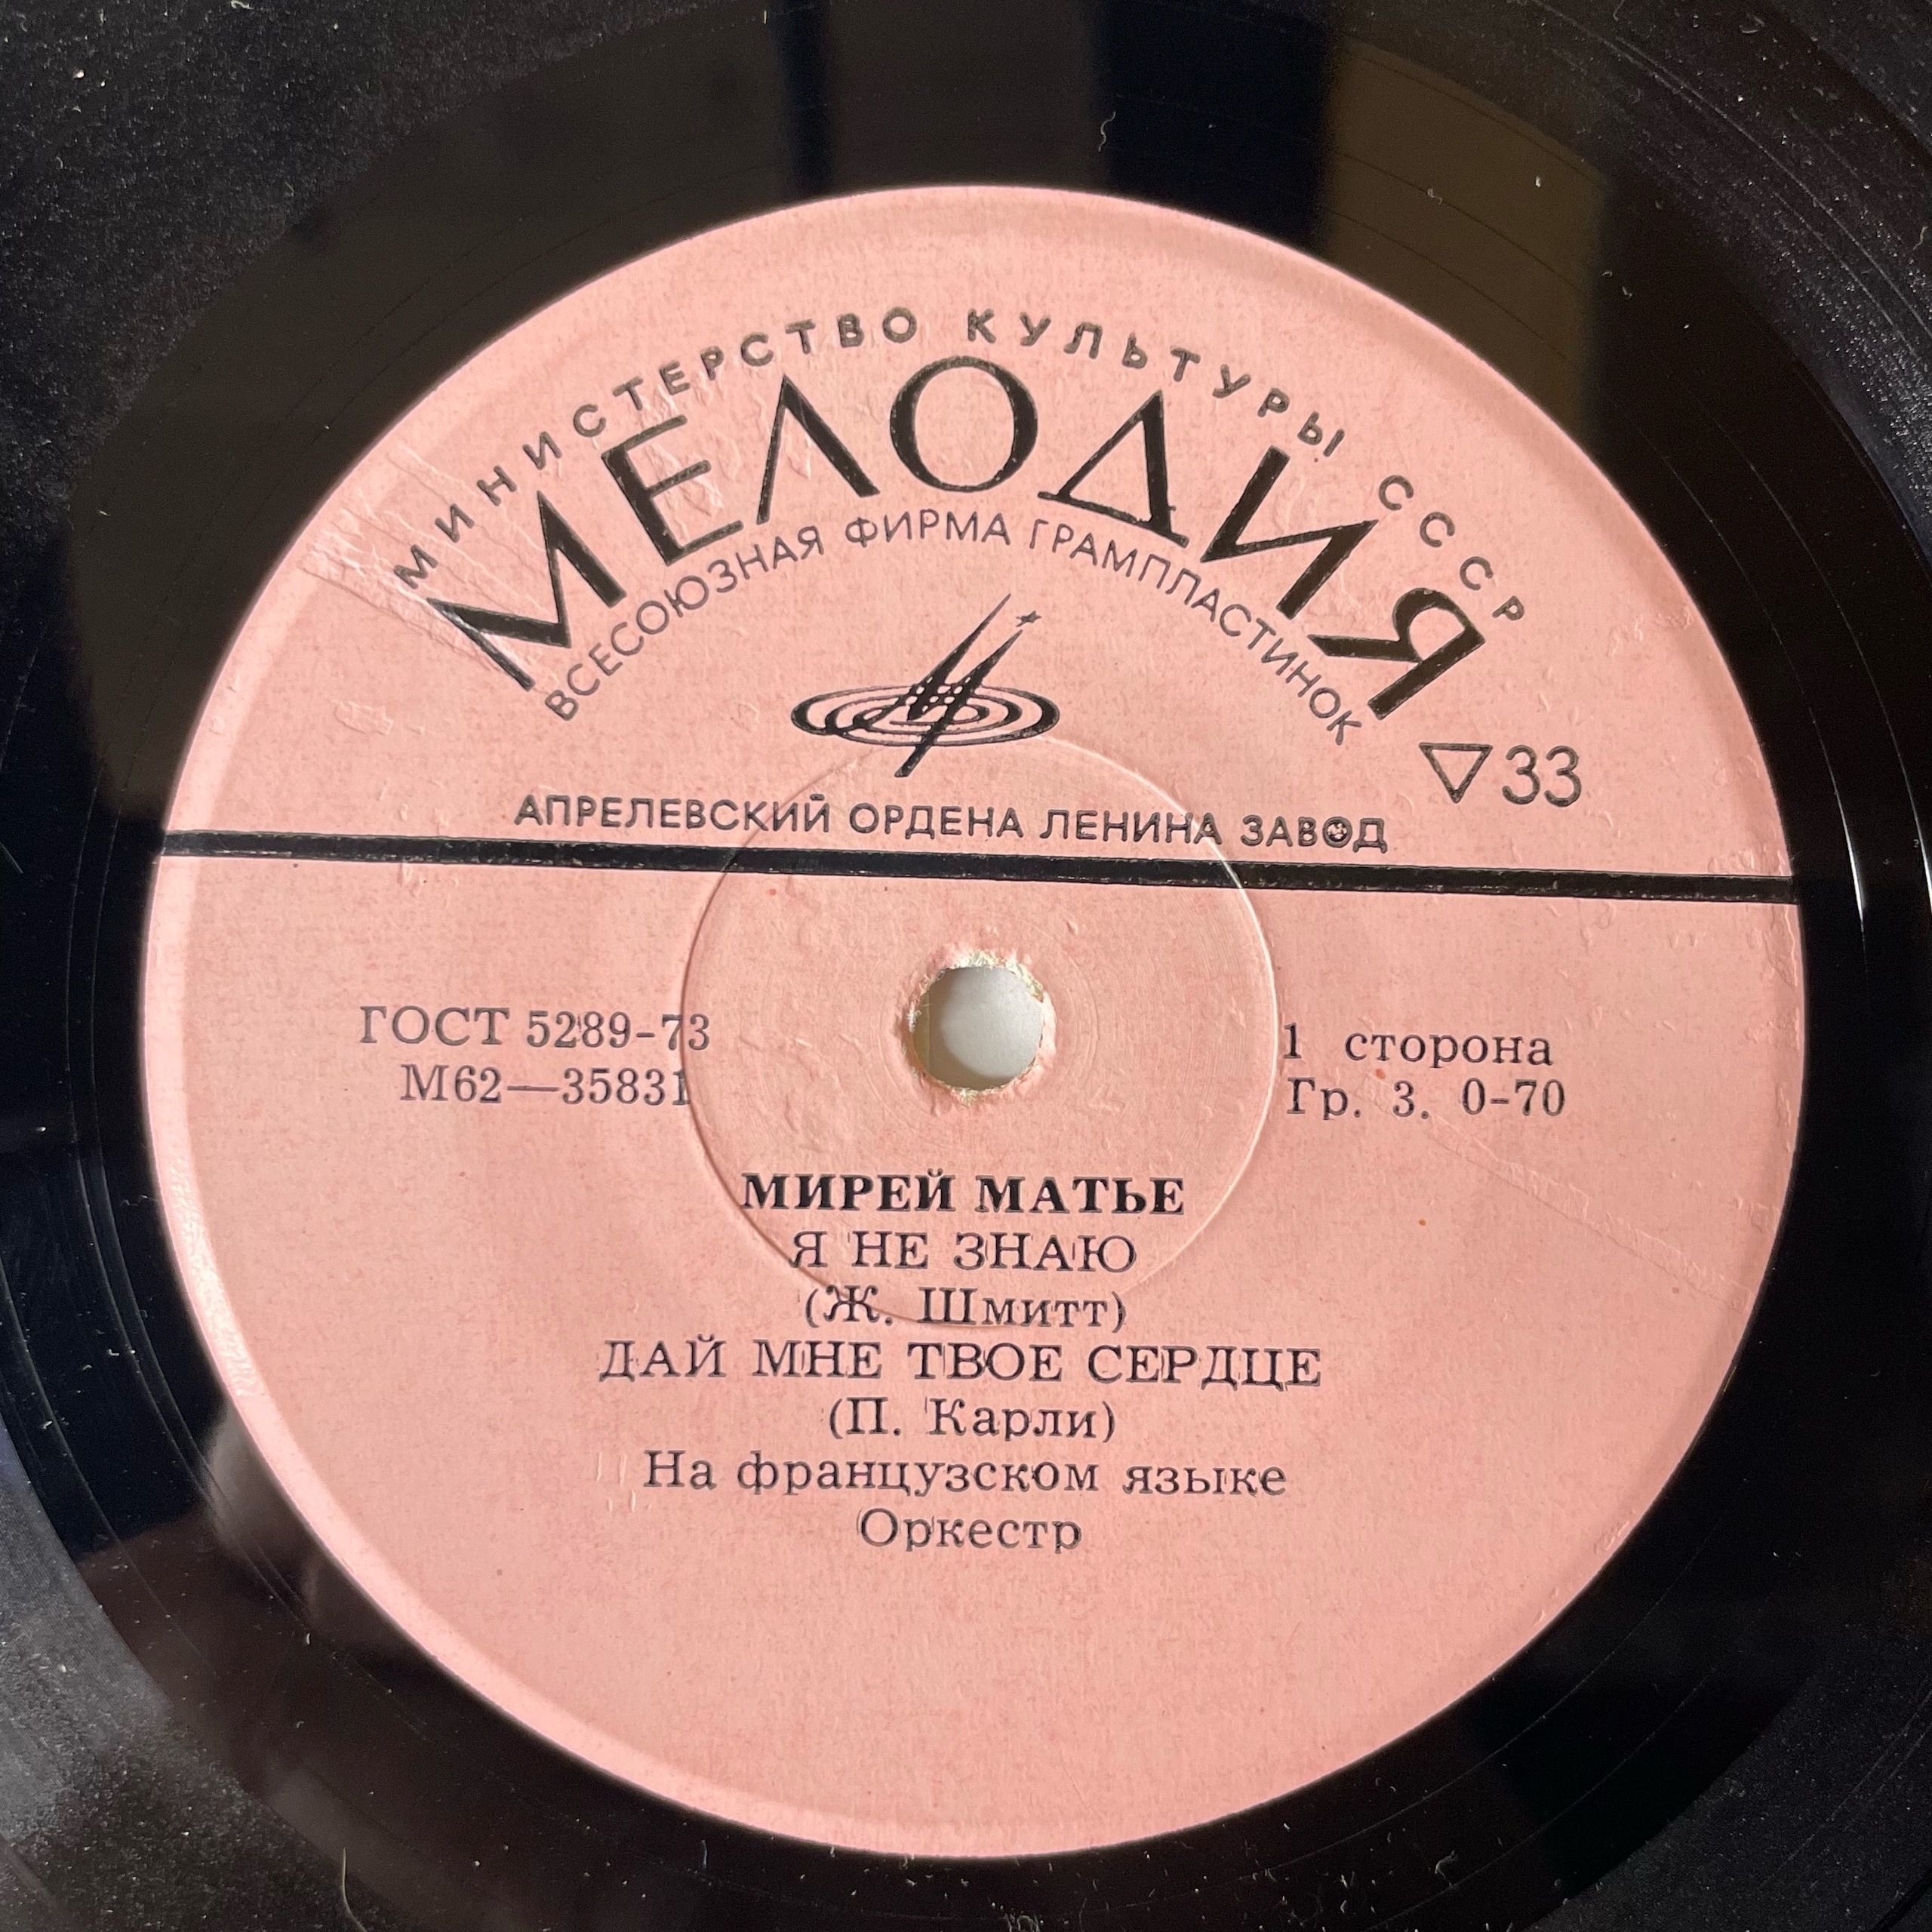 МИНИСТЕРСТВО КУЛЬТУРЫ СССР
МЕЛОДИЯ
ВСЕСОЮЗНАЯ ФИРМА ГРАМПЛАСТИНОК
▽33
АПРЕЛЕВСКИЙ ОРДЕНА ЛЕНИНА ЗАВОД
ГОСТ 5289-73
М62—35831
1 сторона
Гр. 3. 0-70
МИРЕЙ МАТЬЕ
Я НЕ ЗНАЮ
(Ж. Шмитт)
ДАЙ МНЕ ТВОЕ СЕРДЦЕ
(П. Карли)
На французском языке
Оркестр